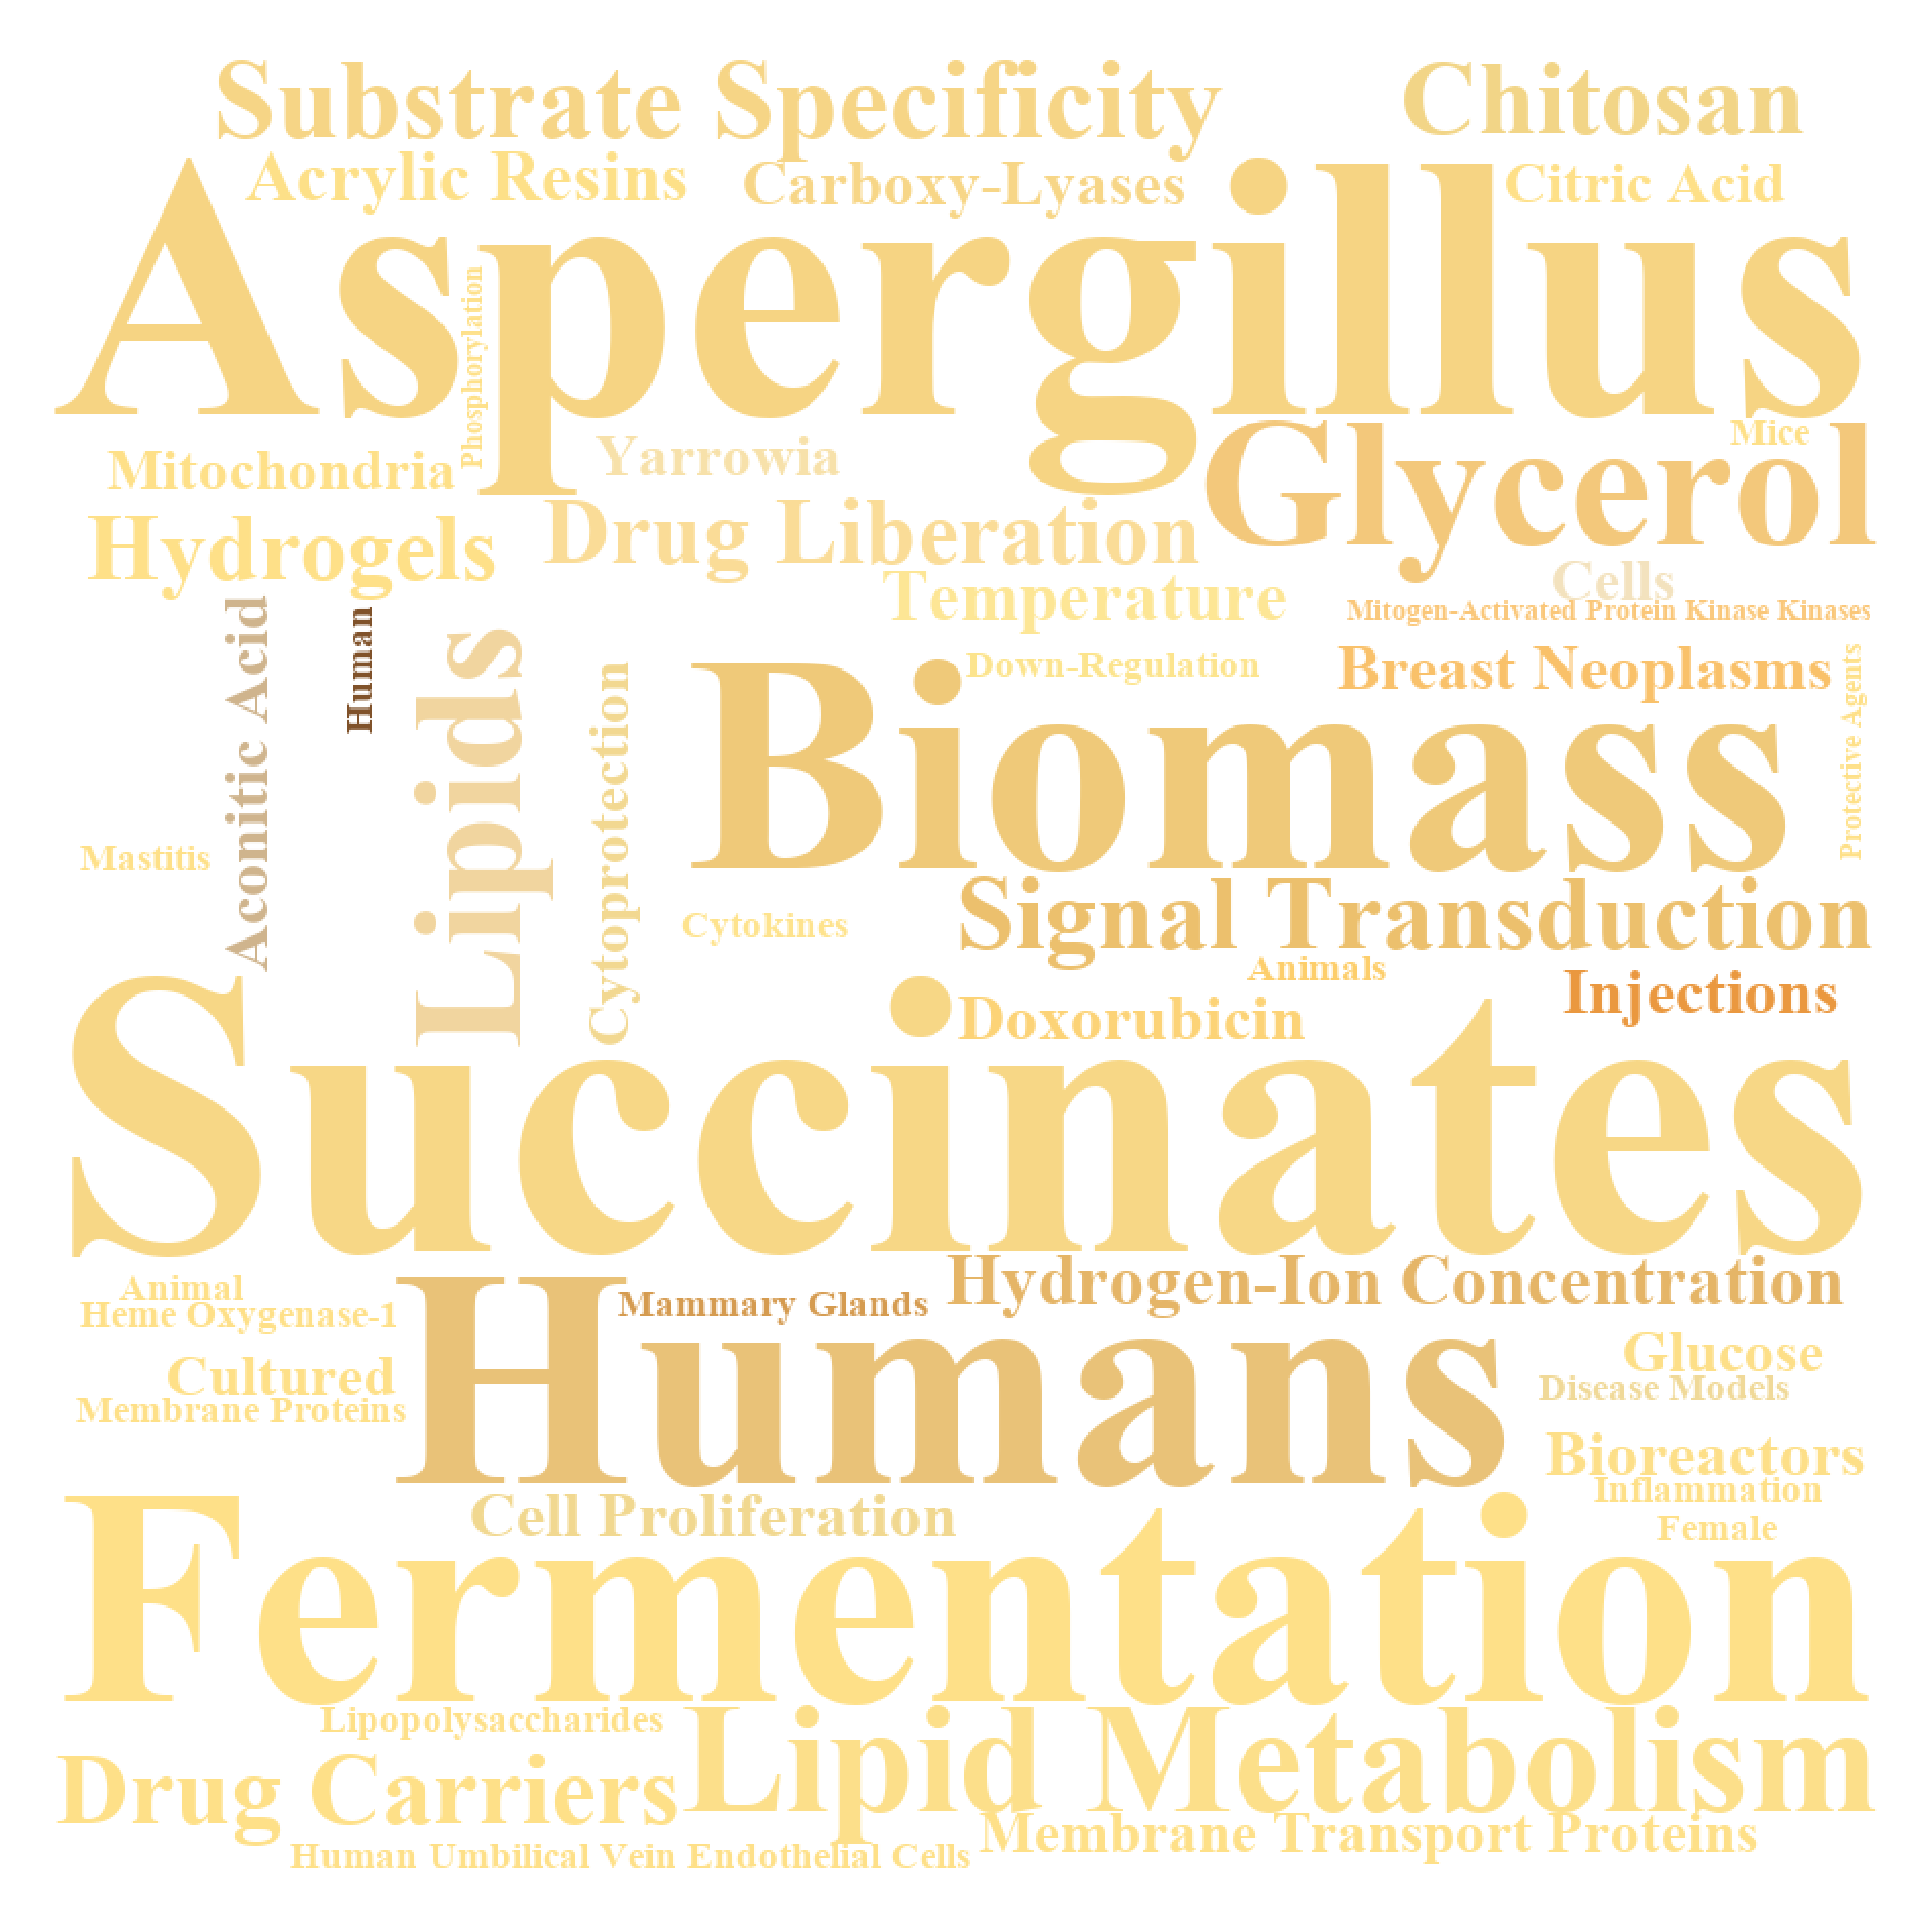 Substrate Specificity
Chitosan
Acrylic Resins
Carboxy-Lyases
Citric Acid
Aspergillus
Phosphorylation
Mitochondria
Yarrowia
Glycerol
Mice
Hydrogels
Drug Liberation
Temperature
Cells
Mitogen-Activated Protein Kinase Kinases
Aconitic Acid
Human
Lipids
Cytoprotection
Down-Regulation
Breast Neoplasms
Protective Agents
Biomass
Mastitis
Cytokines
Signal Transduction
Animals
Injections
Doxorubicin
Succinates
Animal
Heme Oxygenase-1
Mammary Glands
Hydrogen-Ion Concentration
Humans
Cultured
Membrane Proteins
Glucose
Disease Models
Bioreactors
Inflammation
Female
Cell Proliferation
Fermentation
Lipopolysaccharides
Lipid Metabolism
Drug Carriers
Membrane Transport Proteins
Human Umbilical Vein Endothelial Cells